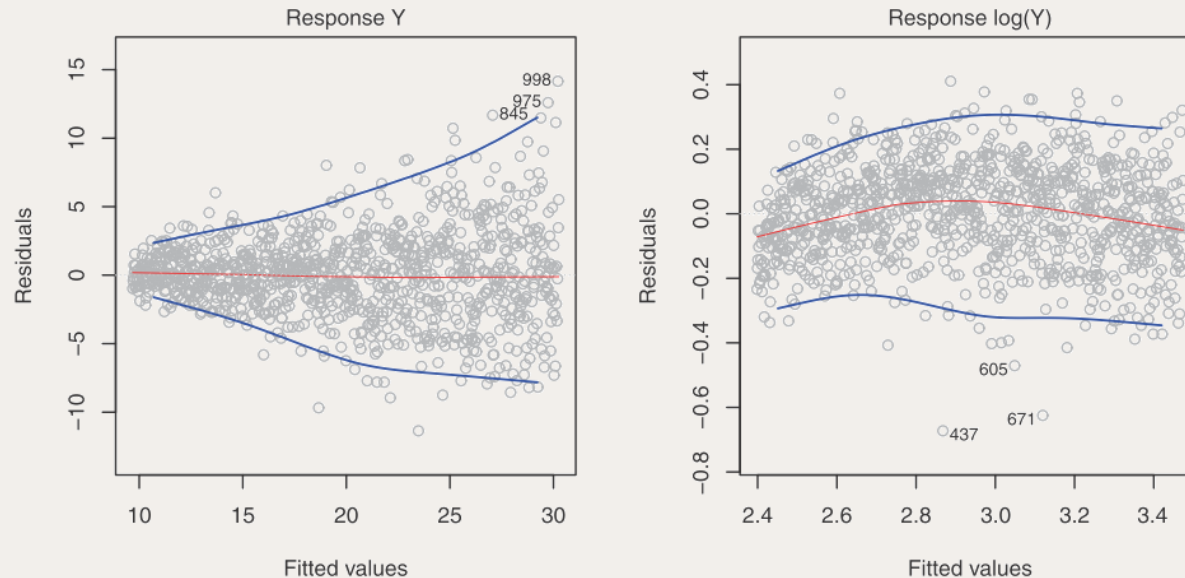 Response Y
Residuals
15
10
5
0
−5
−10
998
975
845
10 15 20 25 30
Fitted values
Response log(Y)
Residuals
0.4
0.2
0.0
−0.2
−0.4
−0.6
−0.8
605
671
437
2.4 2.6 2.8 3.0 3.2 3.4
Fitted values